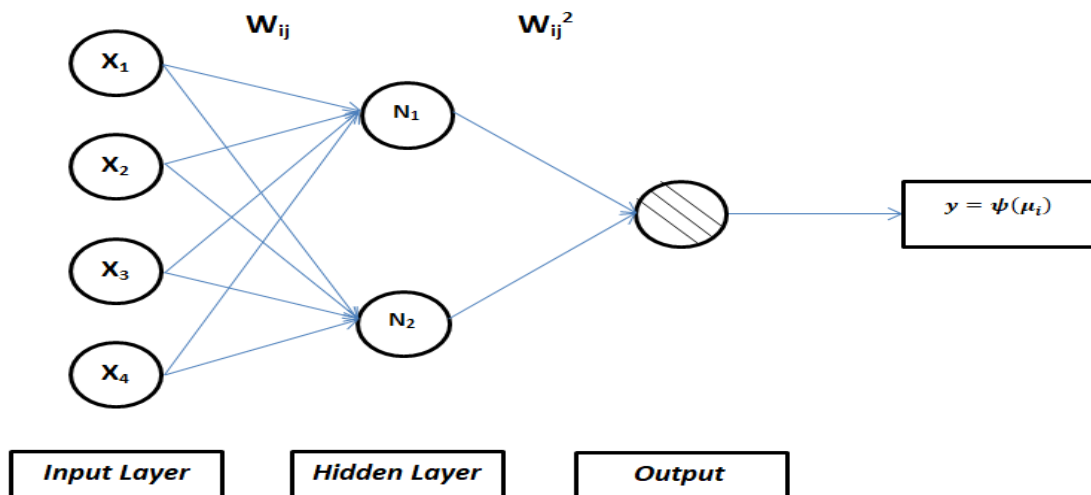 Wᵢⱼ
Wᵢⱼ²
X₁
X₂
X₃
X₄
N₁
N₂
y = ψ(μᵢ)
Input Layer
Hidden Layer
Output